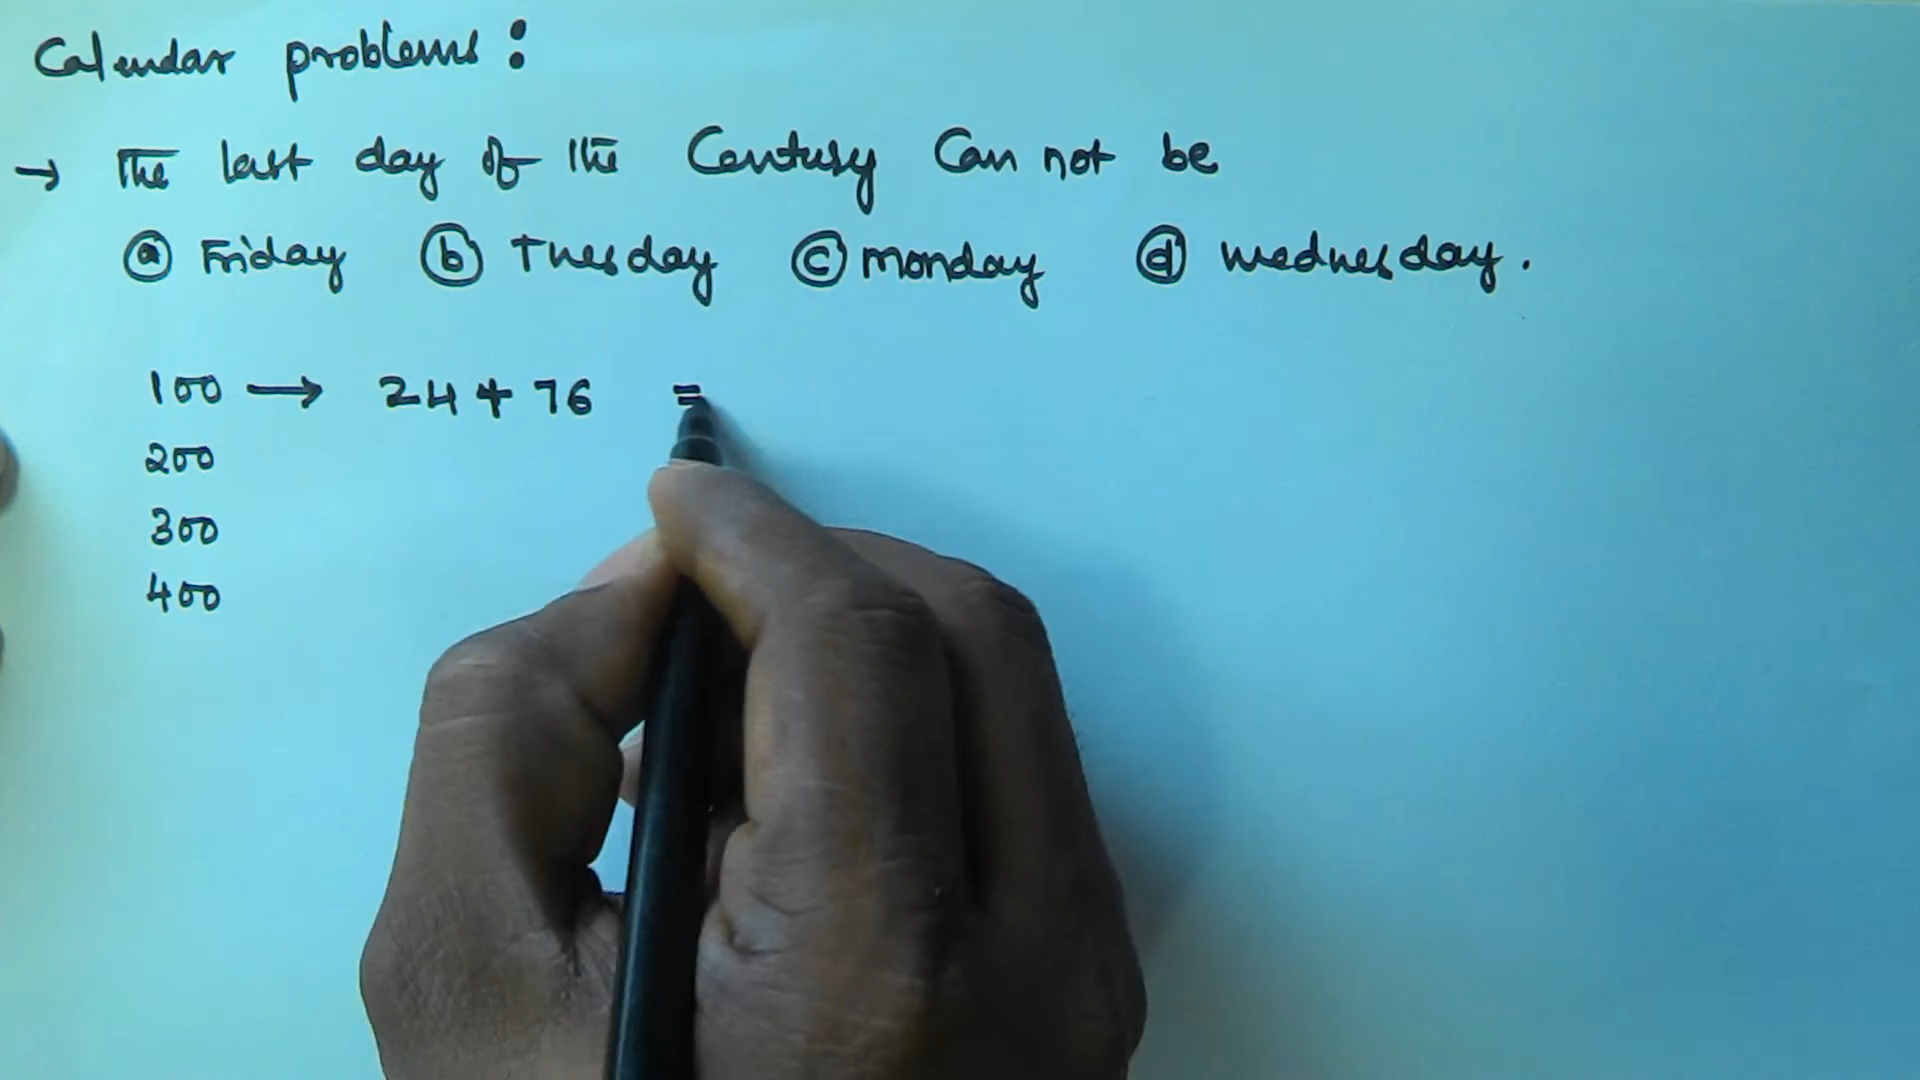 Calendar problems :
→ The last day of the Century Can not be
ⓐ Friday ⓑ Tuesday ⓒ monday ⓓ wednesday.
100 → 24 + 76 =
200
300
400